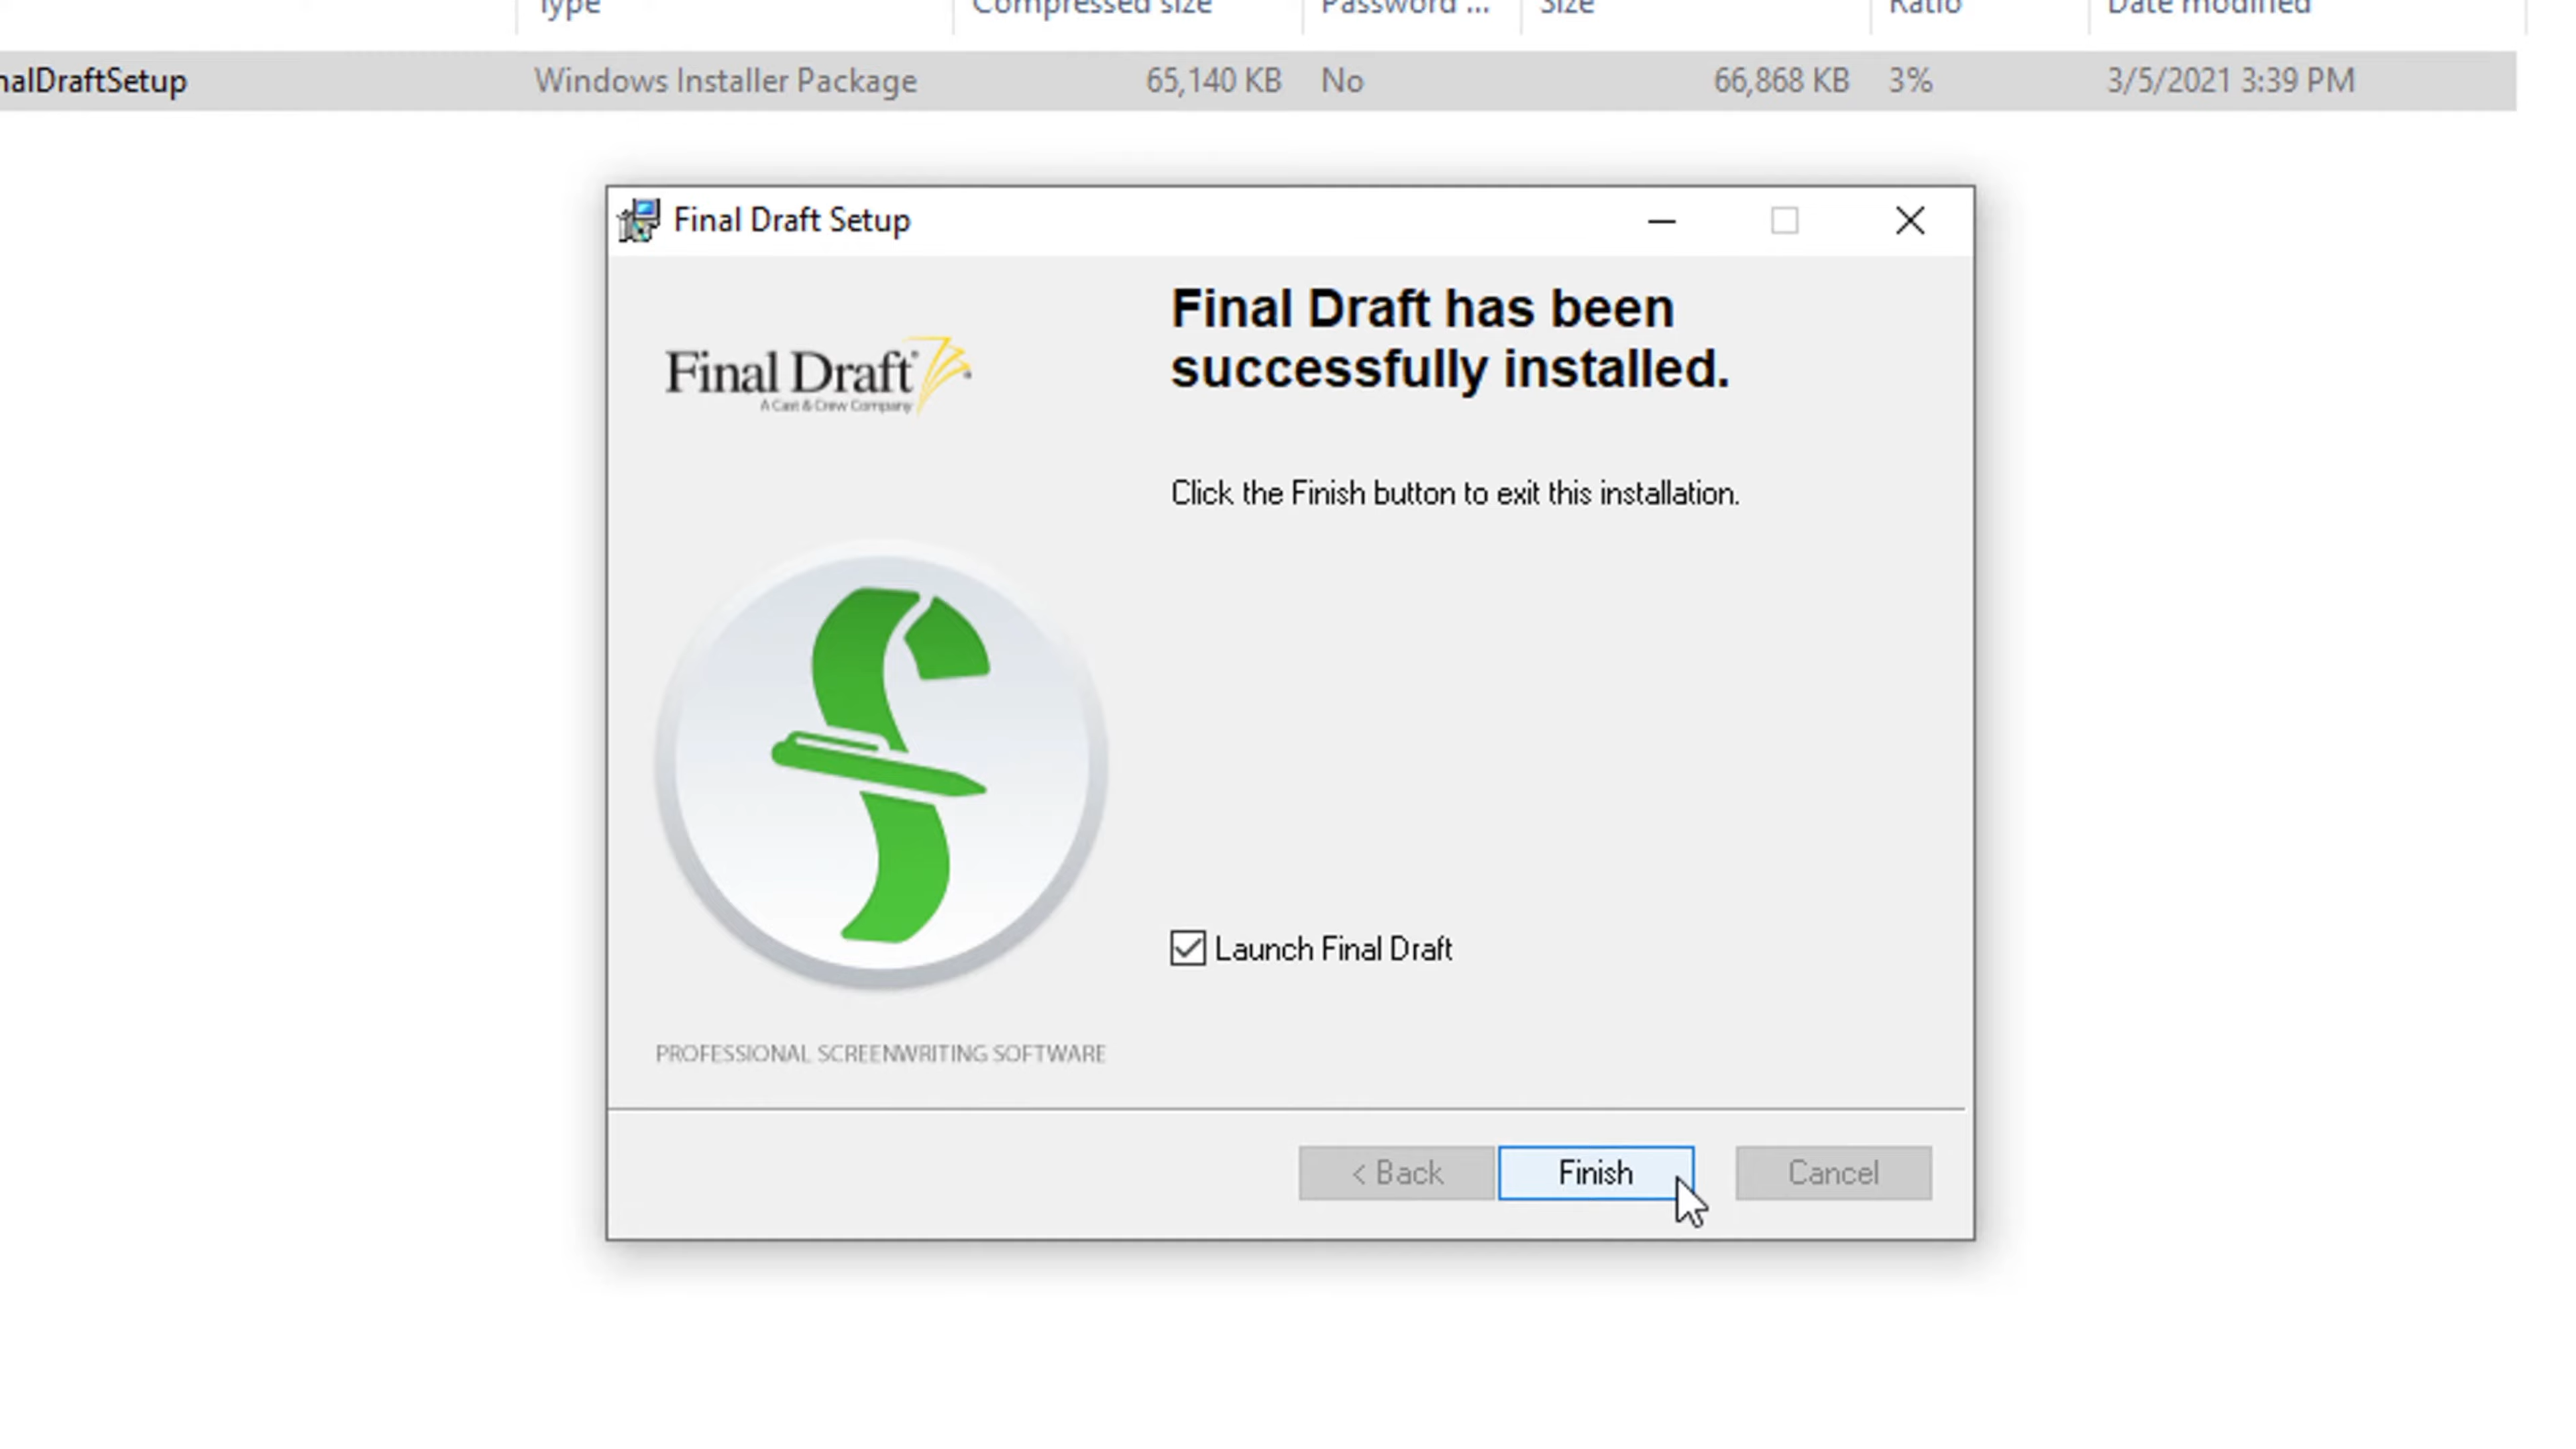 Type Compressed size Password ... Size Ratio Date modified
nalDraftSetup Windows Installer Package 65,140 KB No 66,868 KB 3% 3/5/2021 3:39 PM
Final Draft Setup
Final Draft has been
successfully installed.
Final Draft®
A Cast & Crew Company
Click the Finish button to exit this installation.
Launch Final Draft
PROFESSIONAL SCREENWRITING SOFTWARE
< Back Finish Cancel